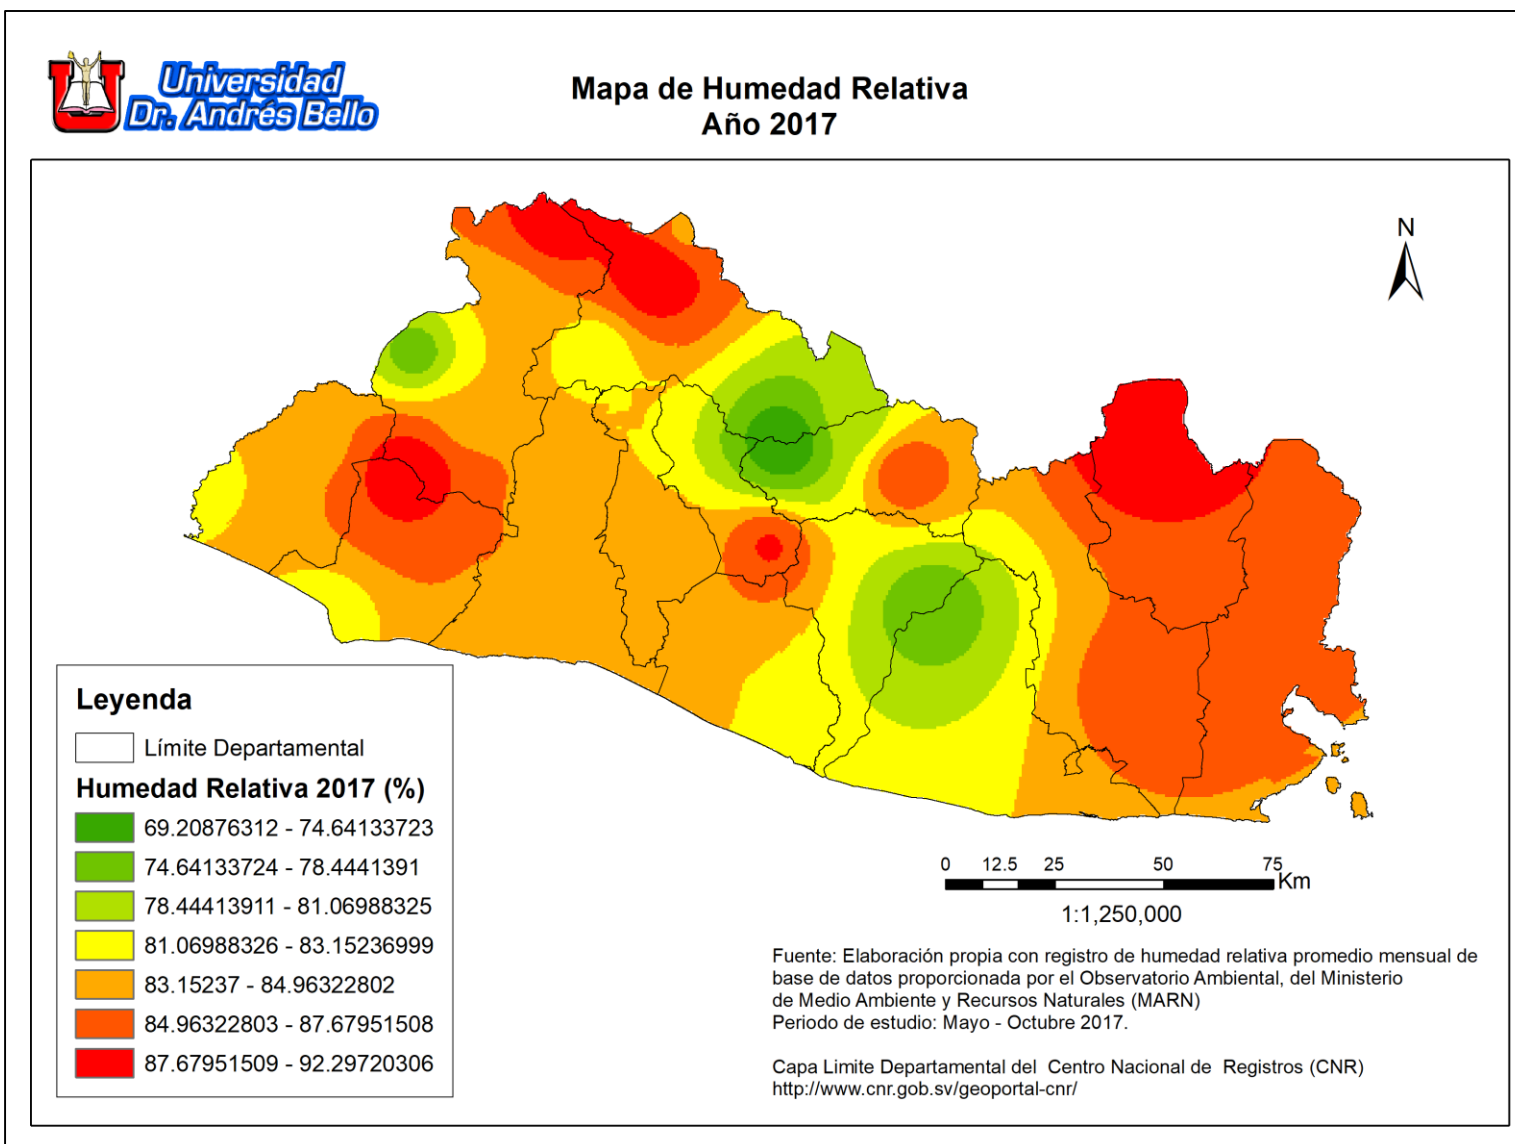 Universidad
Dr. Andrés Bello
Mapa de Humedad Relativa
Año 2017
N
Leyenda
Límite Departamental
Humedad Relativa 2017 (%)
69.20876312 - 74.64133723
74.64133724 - 78.4441391
78.44413911 - 81.06988325
81.06988326 - 83.15236999
83.15237 - 84.96322802
84.96322803 - 87.67951508
87.67951509 - 92.29720306
0 12.5 25 50 75
Km
1:1,250,000
Fuente: Elaboración propia con registro de humedad relativa promedio mensual de
base de datos proporcionada por el Observatorio Ambiental, del Ministerio
de Medio Ambiente y Recursos Naturales (MARN)
Periodo de estudio: Mayo - Octubre 2017.
Capa Limite Departamental del Centro Nacional de Registros (CNR)
http://www.cnr.gob.sv/geoportal-cnr/